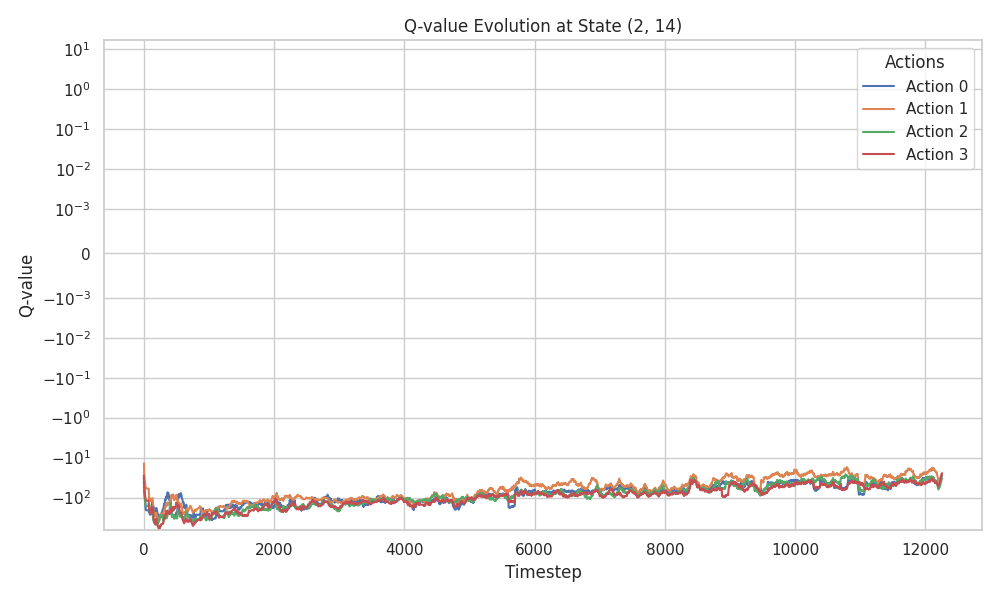 Q-value Evolution at State (2, 14)
Q-value
10¹
10⁰
10⁻¹
10⁻²
10⁻³
0
−10⁻³
−10⁻²
−10⁻¹
−10⁰
−10¹
−10²
Actions
Action 0
Action 1
Action 2
Action 3
0 2000 4000 6000 8000 10000 12000
Timestep